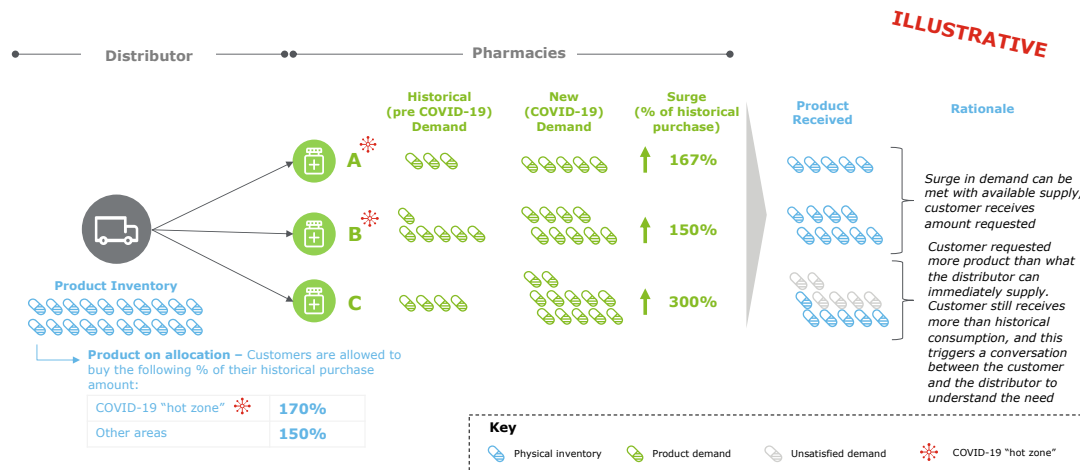 ILLUSTRATIVE
Distributor
Pharmacies
Historical
(pre COVID-19)
Demand
New
(COVID-19)
Demand
Surge
(% of historical
purchase)
Product
Received
Rationale
A
167%
B
150%
C
300%
Surge in demand can be
met with available supply,
customer receives
amount requested
Customer requested
more product than what
the distributor can
immediately supply.
Customer still receives
more than historical
consumption, and this
triggers a conversation
between the customer
and the distributor to
understand the need
Product Inventory
Product on allocation – Customers are allowed to
buy the following % of their historical purchase
amount:
COVID-19 “hot zone” 170%
Other areas 150%
Key
Physical inventory
Product demand
Unsatisfied demand
COVID-19 “hot zone”